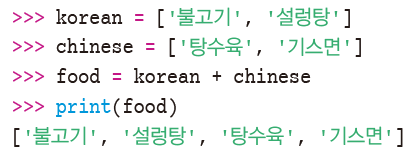 >>> korean = ['불고기', '설렁탕']
>>> chinese = ['탕수육', '기스면']
>>> food = korean + chinese
>>> print(food)
['불고기', '설렁탕', '탕수육', '기스면']